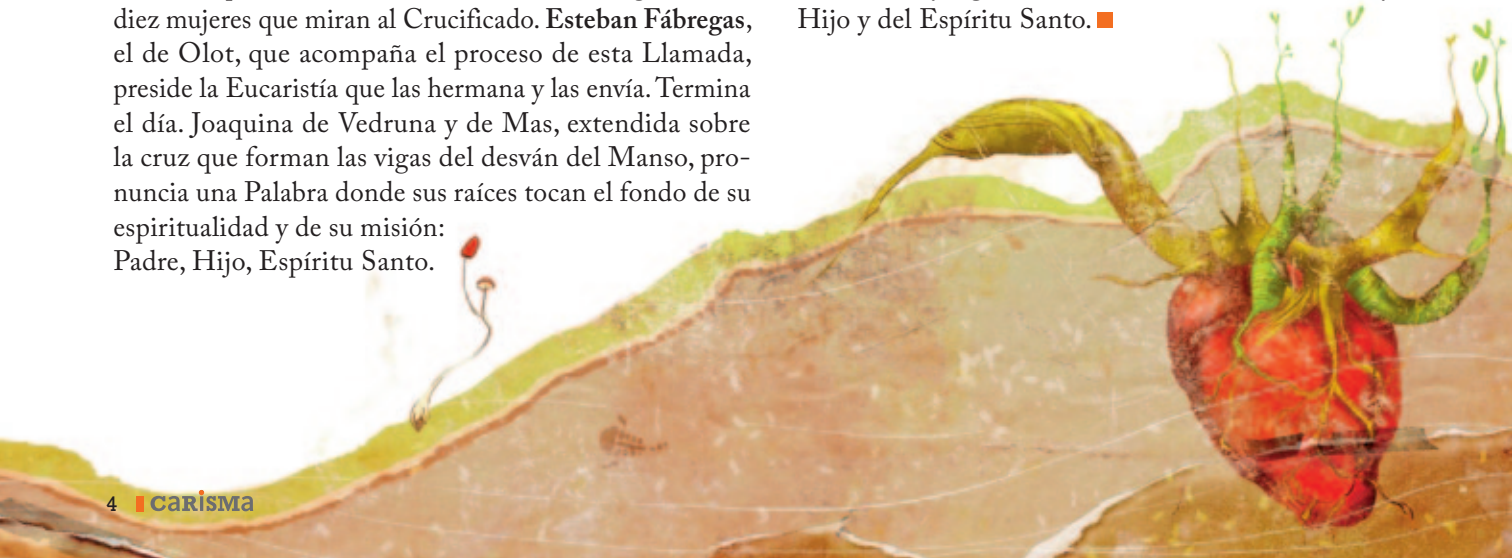 diez mujeres que miran al Crucificado. Esteban Fábregas,
el de Olot, que acompaña el proceso de esta Llamada,
preside la Eucaristía que las hermana y las envía. Termina
el día. Joaquina de Vedruna y de Mas, extendida sobre
la cruz que forman las vigas del desván del Manso, pro-
nuncia una Palabra donde sus raíces tocan el fondo de su
espiritualidad y de su misión:
Padre, Hijo, Espíritu Santo.
Hijo y del Espíritu Santo.
4 CARiSMa